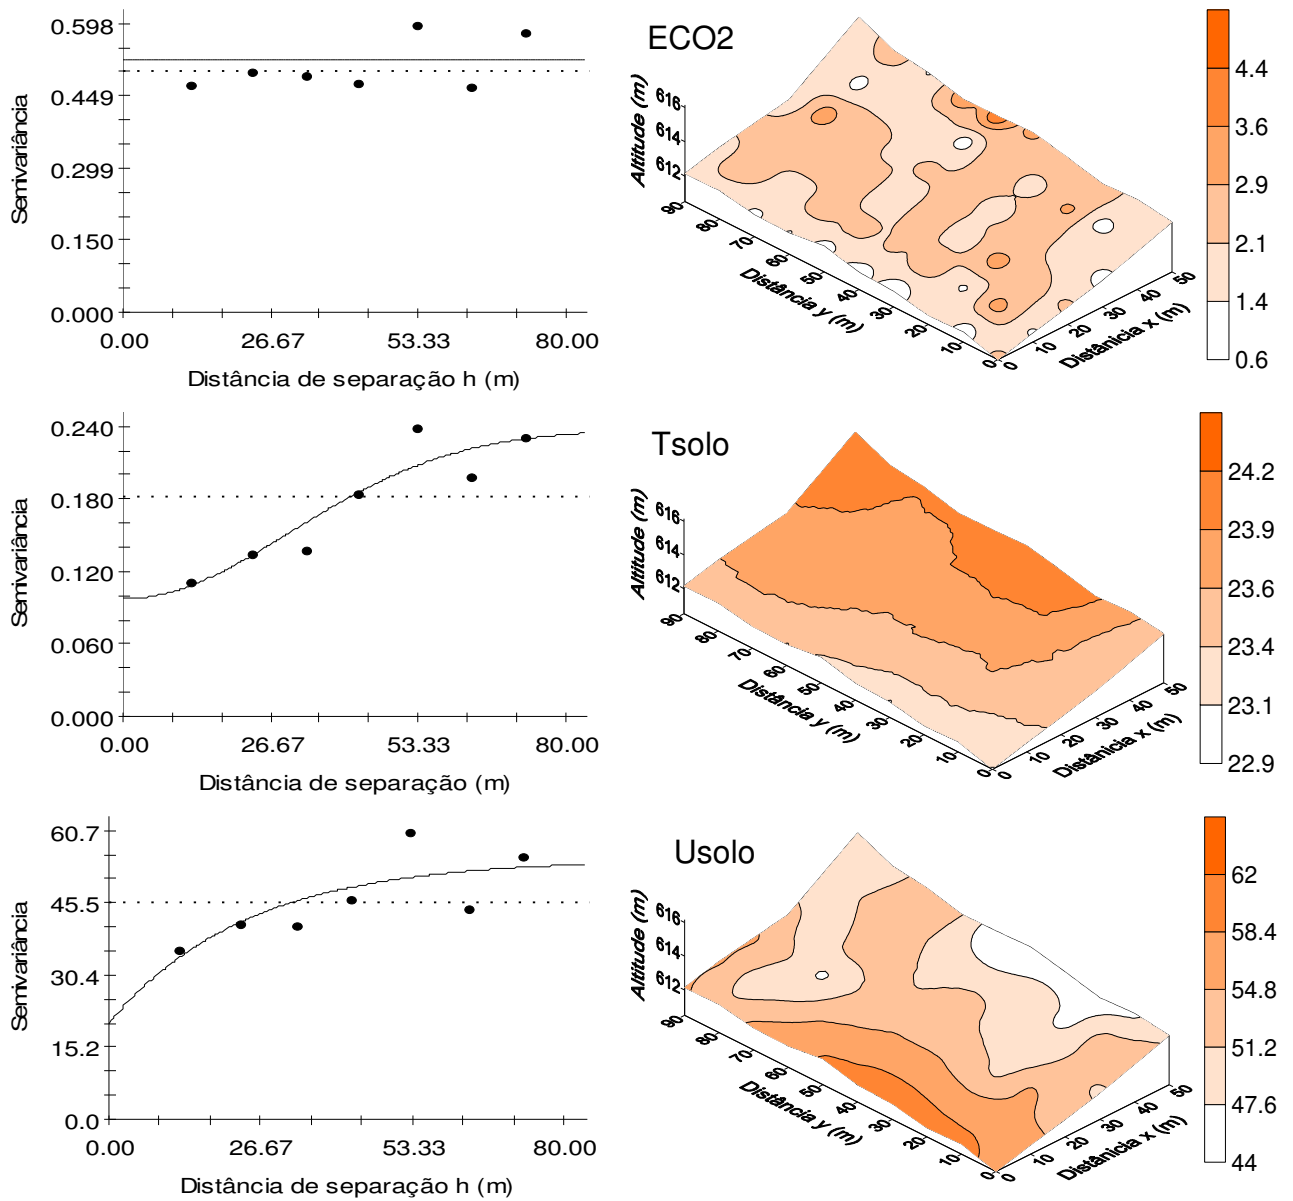 0.598
0.449
0.299
0.150
0.000
Semivariância
0.00 26.67 53.33 80.00
Distância de separação h (m)
ECO2
Altitude (m)
616
614
612
90 80 70 60 50 40 30 20 10 0
Distância y (m)
0 10 20 30 40 50
Distânicia x (m)
4.4
3.6
2.9
2.1
1.4
0.6
0.240
0.180
0.120
0.060
0.000
Semivariância
0.00 26.67 53.33 80.00
Distância de separação (m)
Tsolo
Altitude (m)
616
614
612
90 80 70 60 50 40 30 20 10 0
Distância y (m)
0 10 20 30 40 50
Distânicia x (m)
24.2
23.9
23.6
23.4
23.1
22.9
60.7
45.5
30.4
15.2
0.0
Semivariância
0.00 26.67 53.33 80.00
Distância de separação h (m)
Usolo
Altitude (m)
616
614
612
90 80 70 60 50 40 30 20 10 0
Distância y (m)
0 10 20 30 40 50
Distânicia x (m)
62
58.4
54.8
51.2
47.6
44